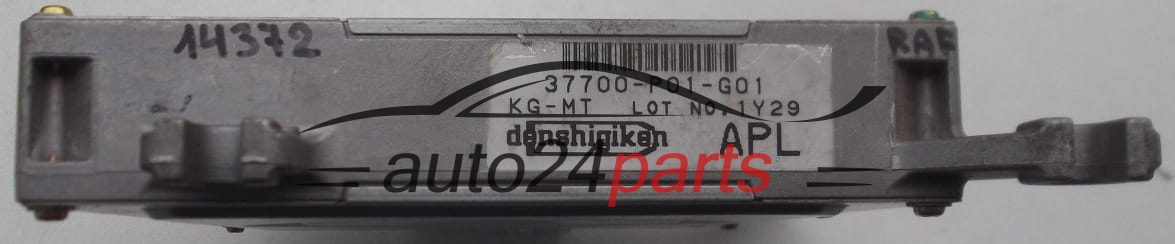 14372
RAF
37700-P01-G01
KG-MT LOT NO. 1Y29
denshigiken APL
auto24parts